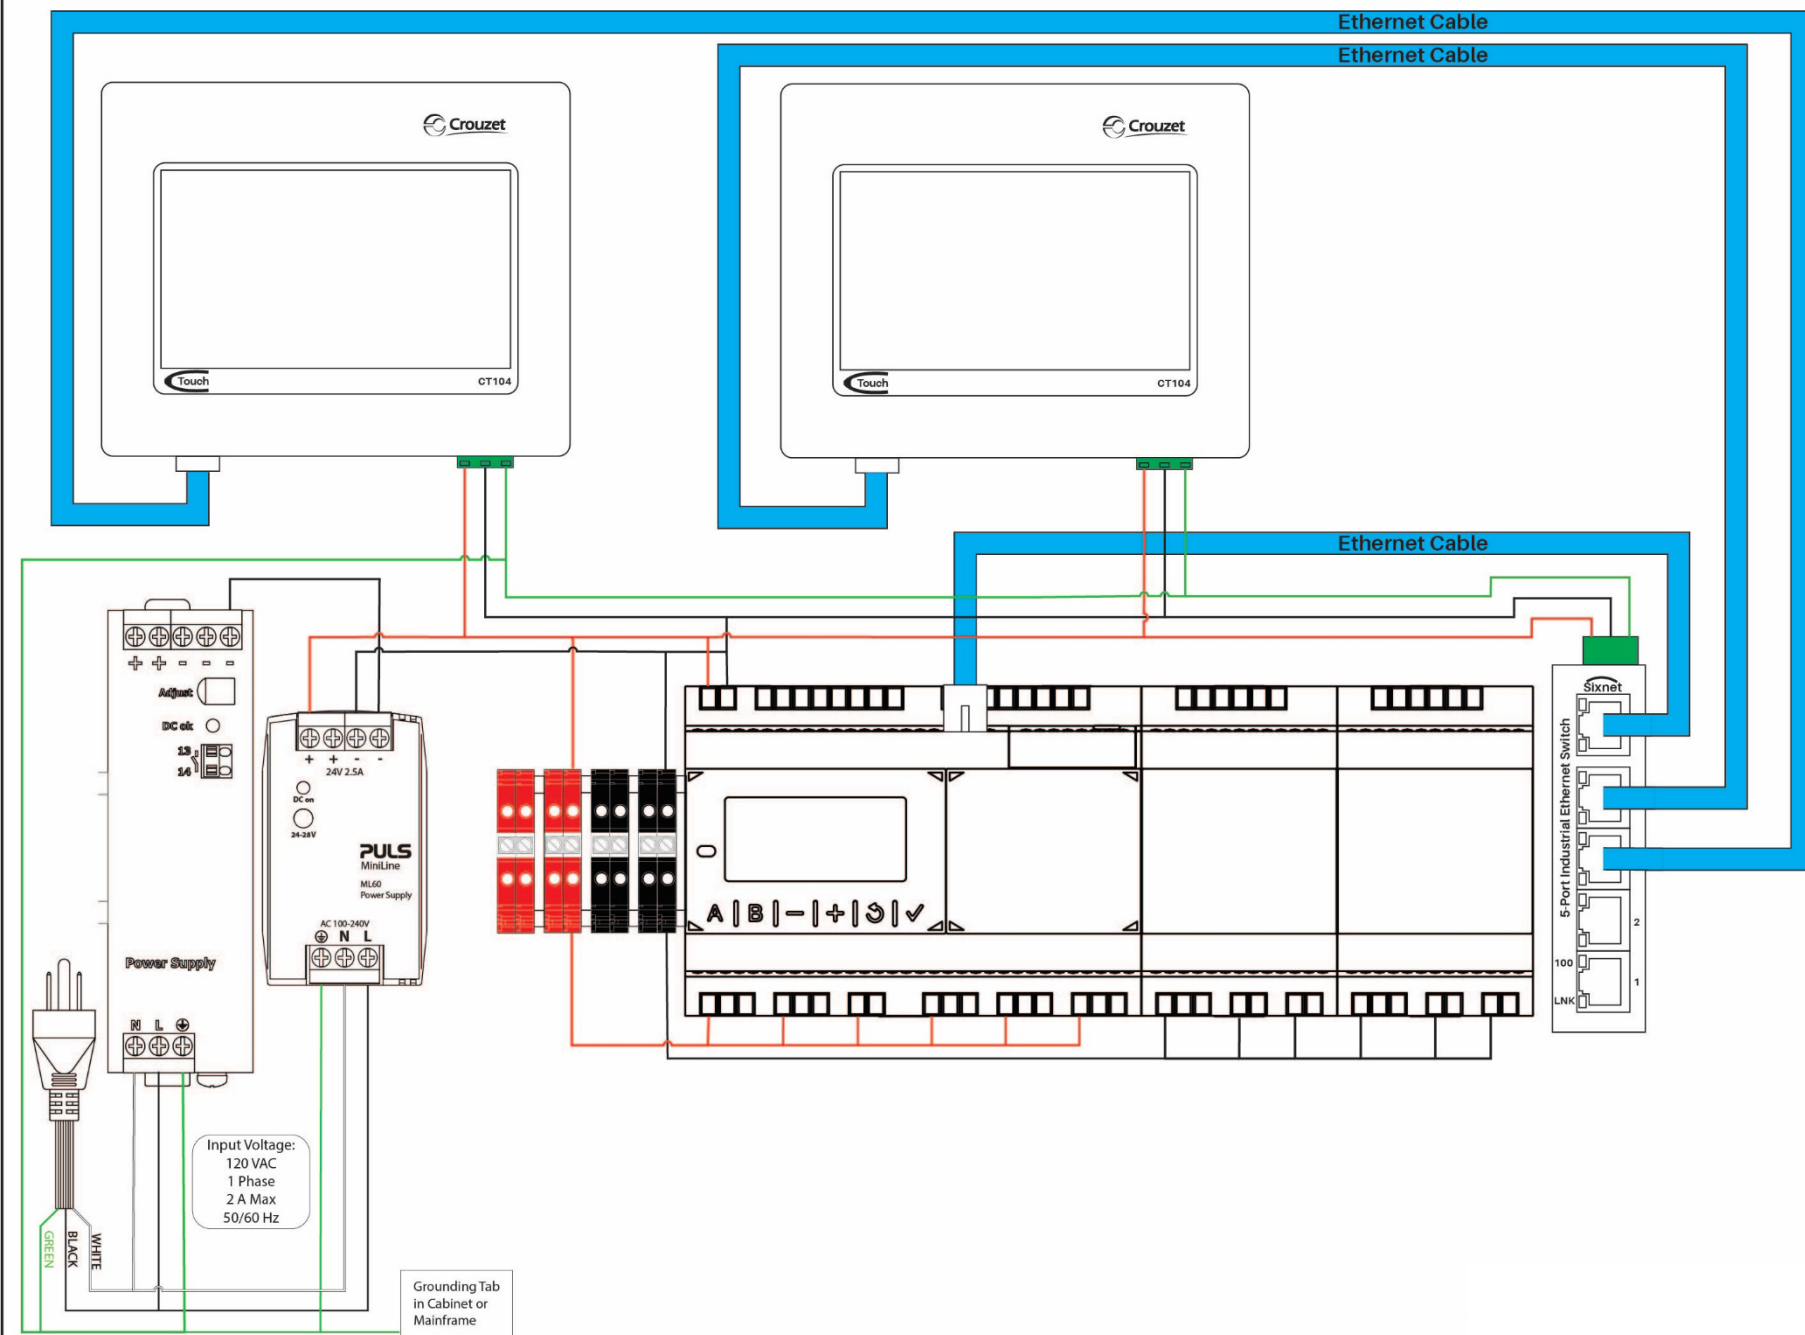 Ethernet Cable
Ethernet Cable
Crouzet
Crouzet
Touch
CT104
Touch
CT104
Ethernet Cable
+ + - - -
Adjust
DC ok
13
14
+ + - -
24V 2.5A
DC on
24-28V
PULS
MiniLine
ML60
Power Supply
AC 100-240V
N L
Power Supply
N L
A | B | - | + | | ✓
Sixnet
5-Port Industrial Ethernet Switch
2
100
1
LNK
Input Voltage:
120 VAC
1 Phase
2 A Max
50/60 Hz
GREEN
BLACK
WHITE
Grounding Tab
in Cabinet or
Mainframe